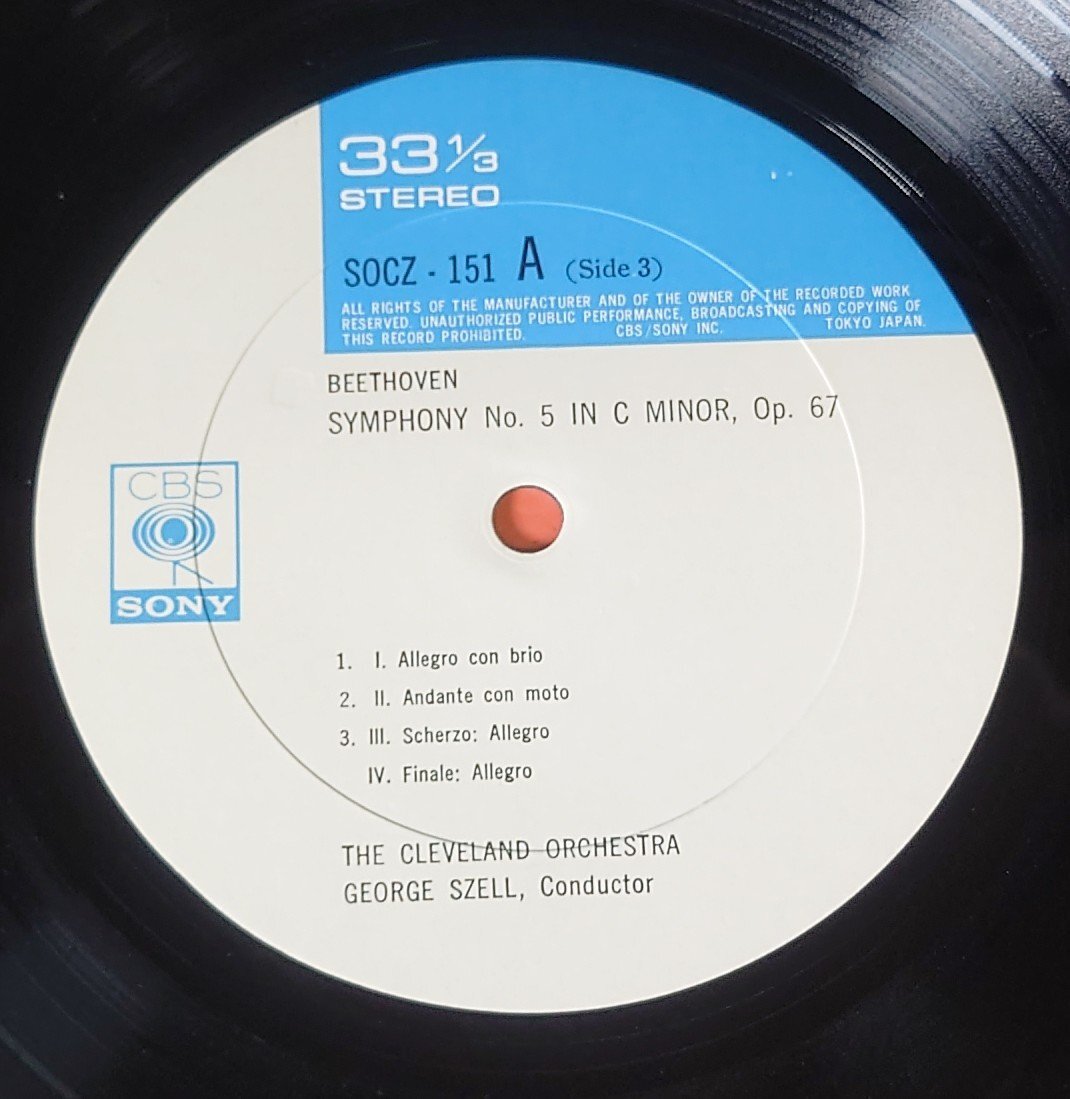 33 1/3
STEREO
SOCZ - 151 A (Side 3)
ALL RIGHTS OF THE MANUFACTURER AND OF THE OWNER OF THE RECORDED WORK
RESERVED. UNAUTHORIZED PUBLIC PERFORMANCE, BROADCASTING AND COPYING OF
THIS RECORD PROHIBITED. CBS/SONY INC. TOKYO JAPAN.
BEETHOVEN
SYMPHONY No. 5 IN C MINOR, Op. 67
CBS
SONY
1. I. Allegro con brio
2. II. Andante con moto
3. III. Scherzo: Allegro
IV. Finale: Allegro
THE CLEVELAND ORCHESTRA
GEORGE SZELL, Conductor